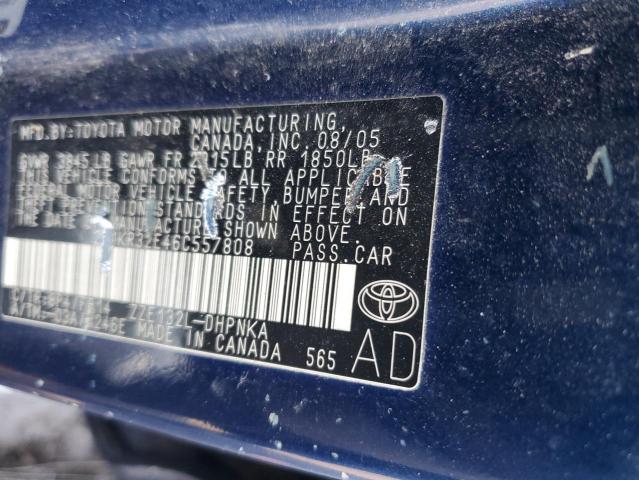 MFD.BY:TOYOTA MOTOR MANUFACTURING,
CANADA, INC. 08/05
GVWR 3845LB GAWR FR 2115LB RR 1850LB
THIS VEHICLE CONFORMS TO ALL APPLICABLE
FEDERAL MOTOR VEHICLE SAFETY, BUMPER AND
THEFT PREVENTION STANDARDS IN EFFECT ON
THE DATE OF MANUFACTURE SHOWN ABOVE.
E46C557808 PASS.CAR
ZZE132L-DHPNKA
MADE IN CANADA 565
AD